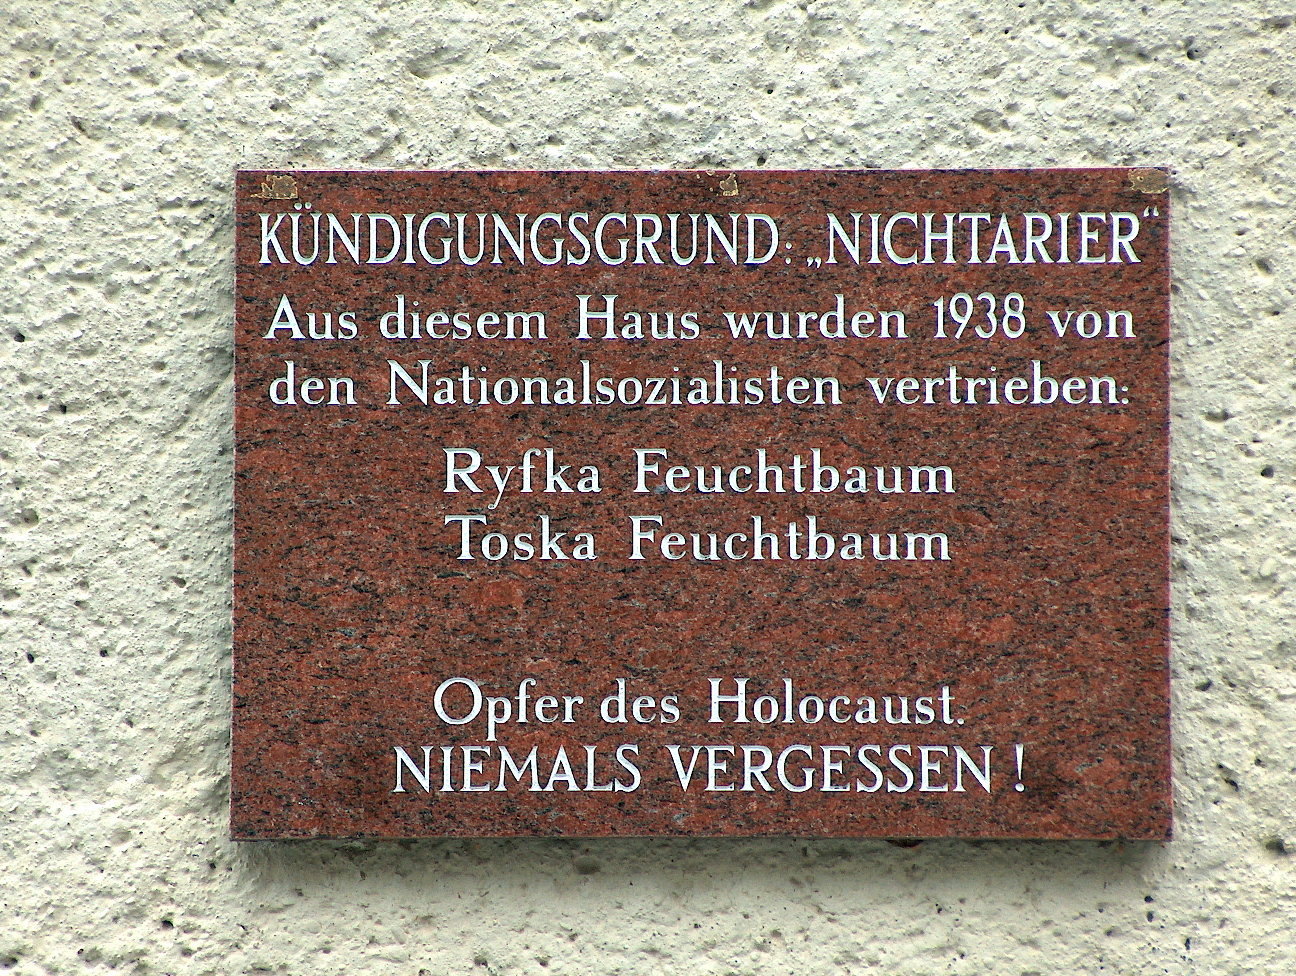 KÜNDIGUNGSGRUND: „NICHTARIER“
Aus diesem Haus wurden 1938 von
den Nationalsozialisten vertrieben:
Ryfka Feuchtbaum
Toska Feuchtbaum
Opfer des Holocaust.
NIEMALS VERGESSEN!